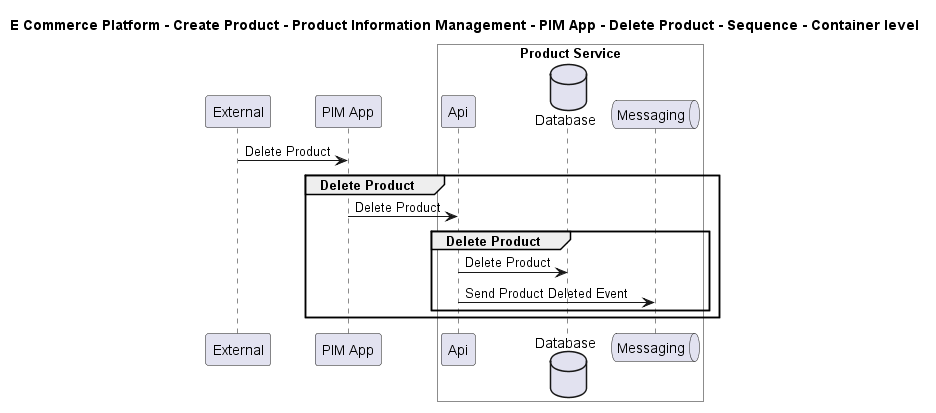 E Commerce Platform - Create Product - Product Information Management - PIM App - Delete Product - Sequence - Container level
Product Service
External
PIM App
Api
Database
Messaging
Delete Product
Delete Product
Delete Product
Delete Product
Delete Product
Send Product Deleted Event
External
PIM App
Api
Database
Messaging